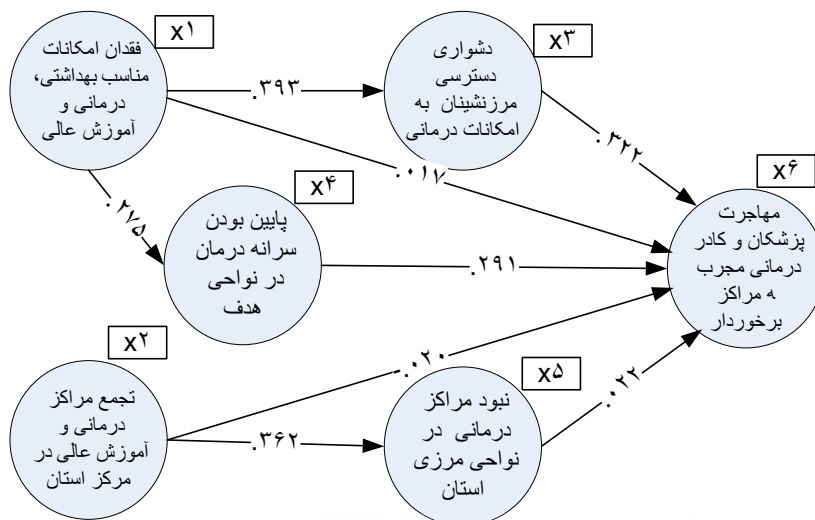 x۱
فقدان امکانات
مناسب بهداشتی،
درمانی و
آموزش عالی
.۳۹۳
x۳
دشواری
دسترسی
مرزنشینان به
امکانات درمانی
.۳۲۲
.۰۱۷
.۲۷۵
x۴
پایین بودن
سرانه درمان
در نواحی
هدف
.۲۹۱
x۶
مهاجرت
پزشکان و کادر
درمانی مجرب
ه مراکز
برخوردار
x۲
تجمع مراکز
درمانی و
آموزش عالی در
مرکز استان
.۰۲۰
.۳۶۲
x۵
نبود مراکز
درمانی در
نواحی مرزی
استان
.۰۲۲